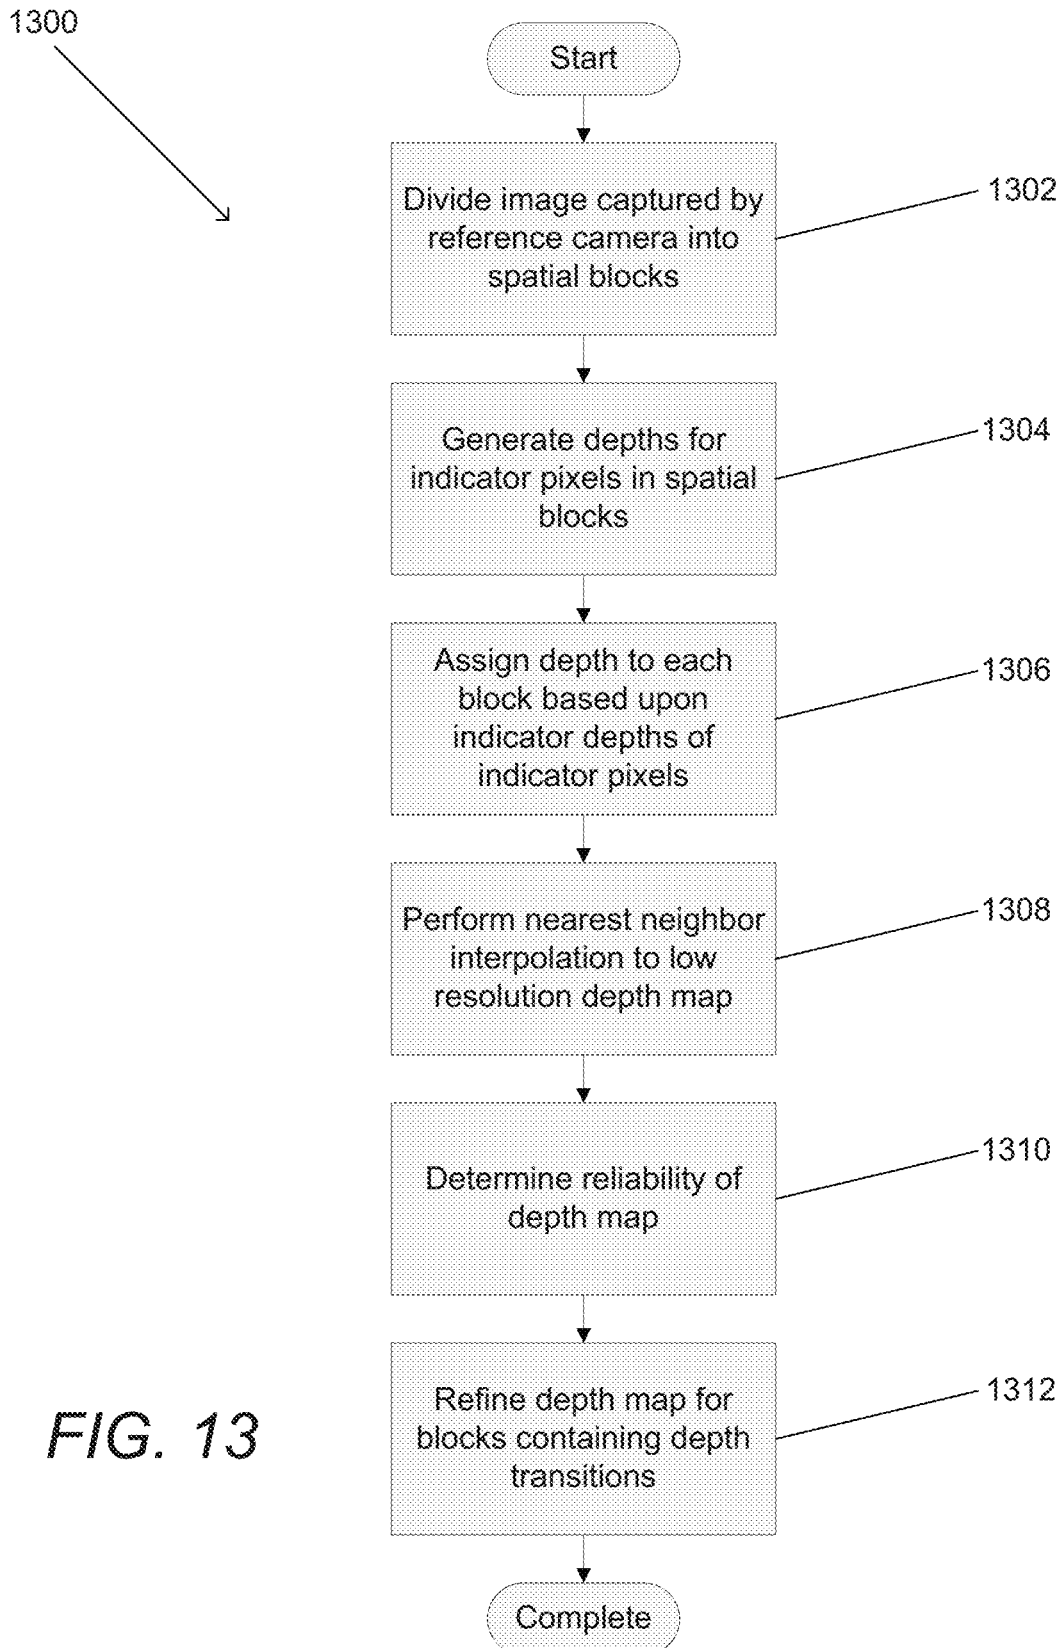 1300
Start
Divide image captured by
reference camera into
spatial blocks
1302
Generate depths for
indicator pixels in spatial
blocks
1304
Assign depth to each
block based upon
indicator depths of
indicator pixels
1306
Perform nearest neighbor
interpolation to low
resolution depth map
1308
Determine reliability of
depth map
1310
Refine depth map for
blocks containing depth
transitions
1312
FIG. 13
Complete